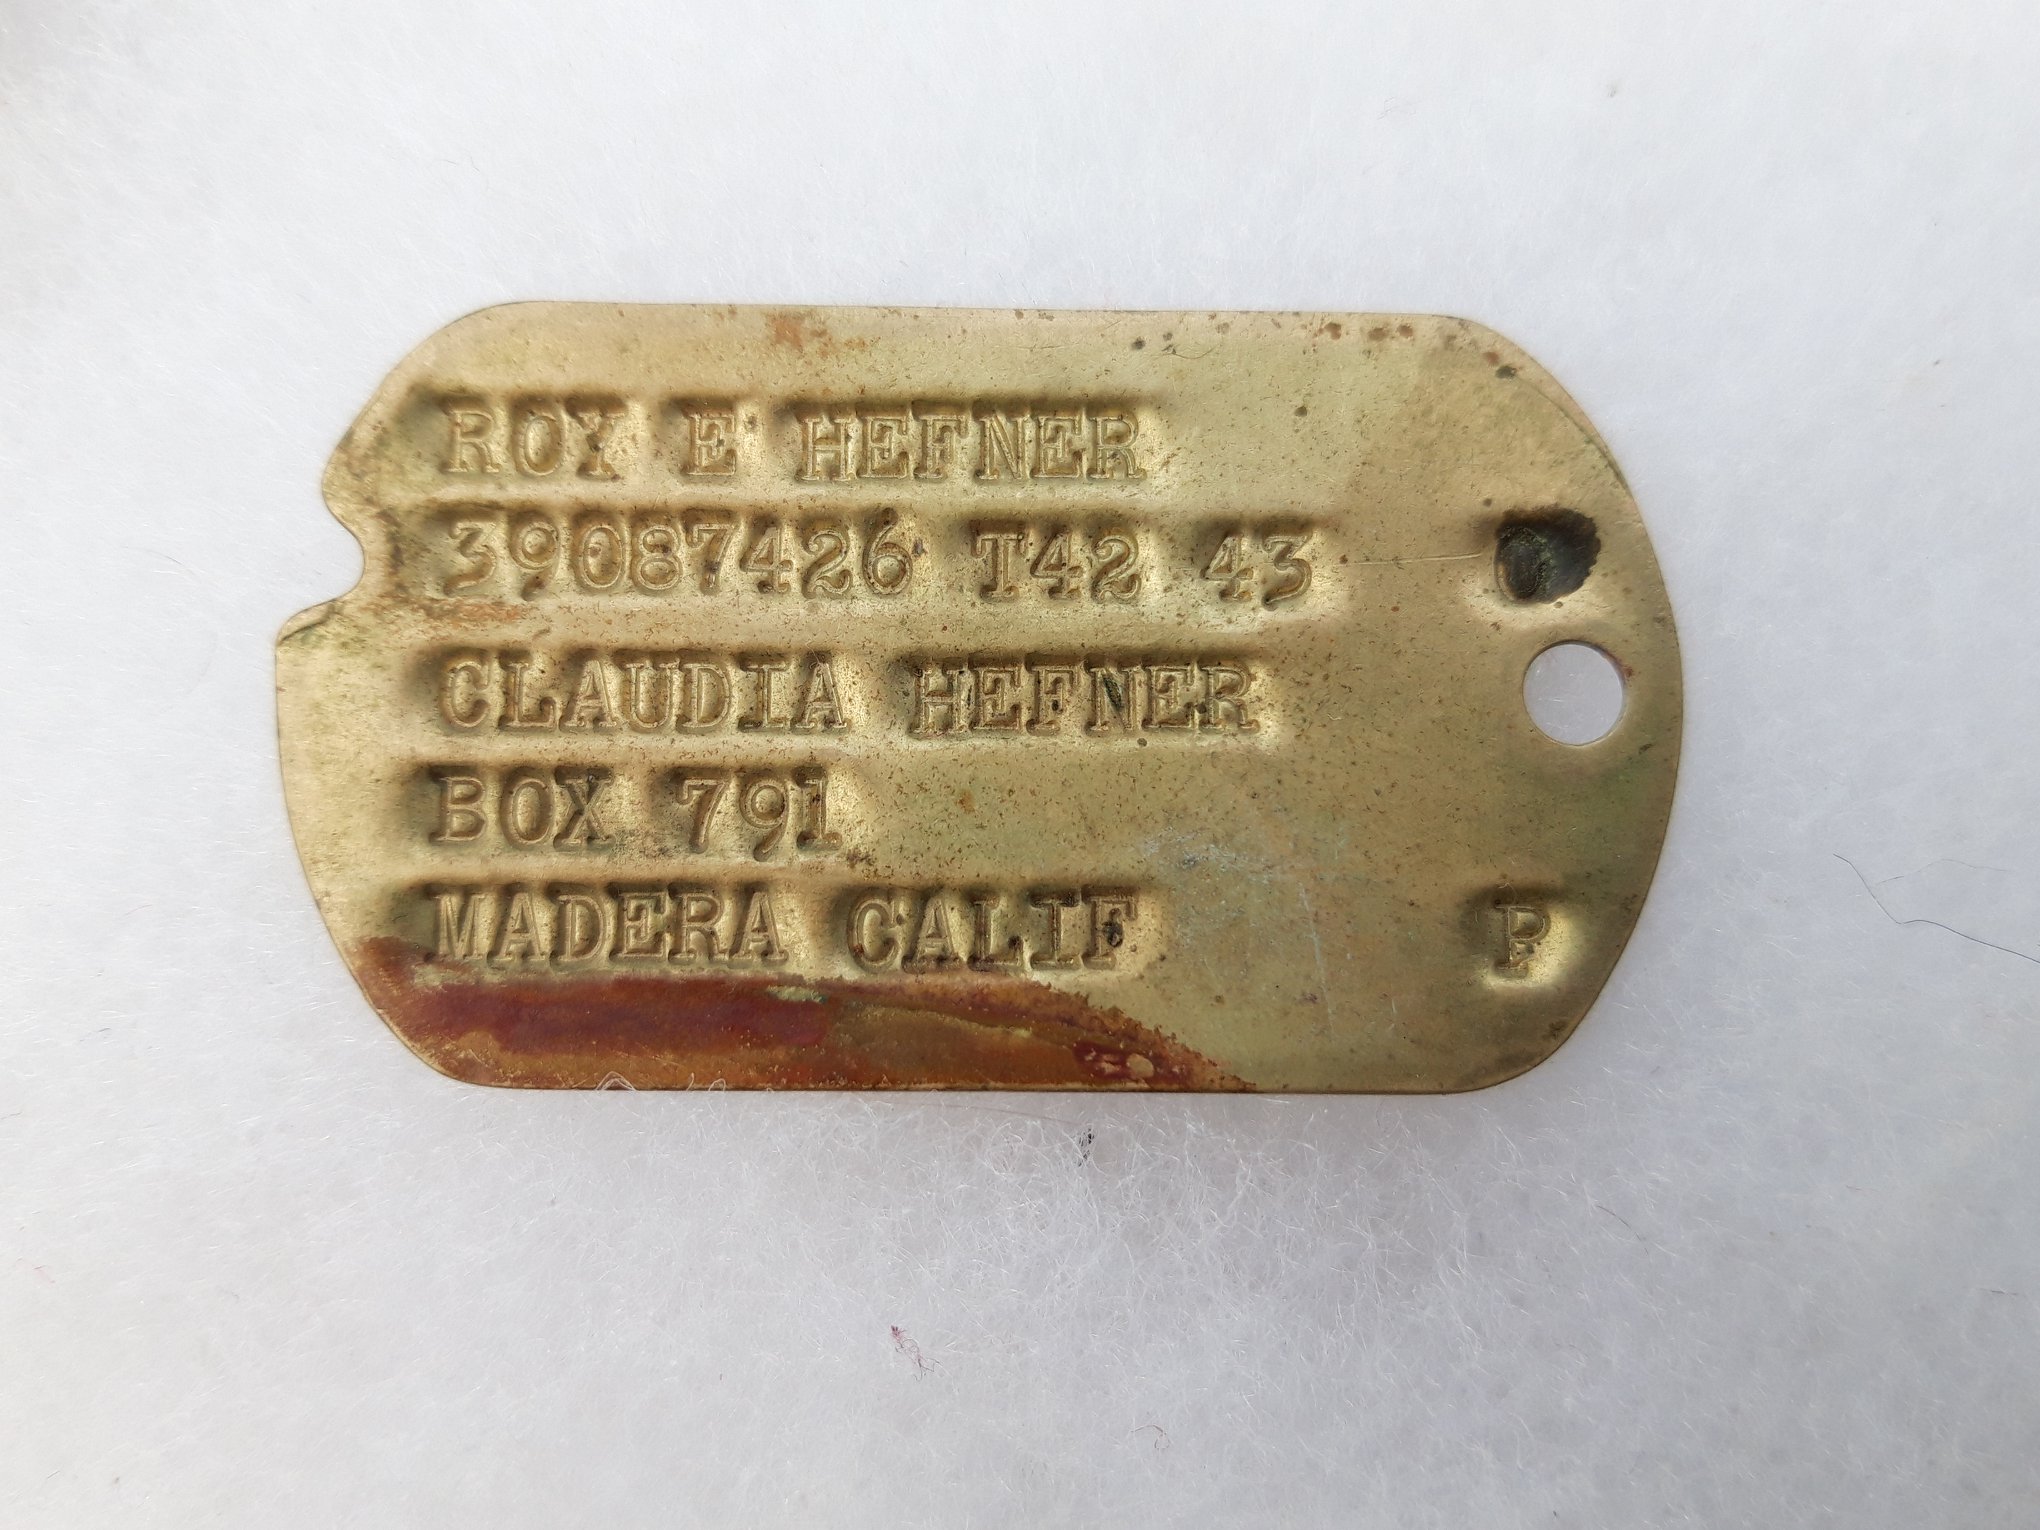 ROY E HEFNER
39087426 T42 43
CLAUDIA HEFNER
BOX 791
MADERA CALIF P